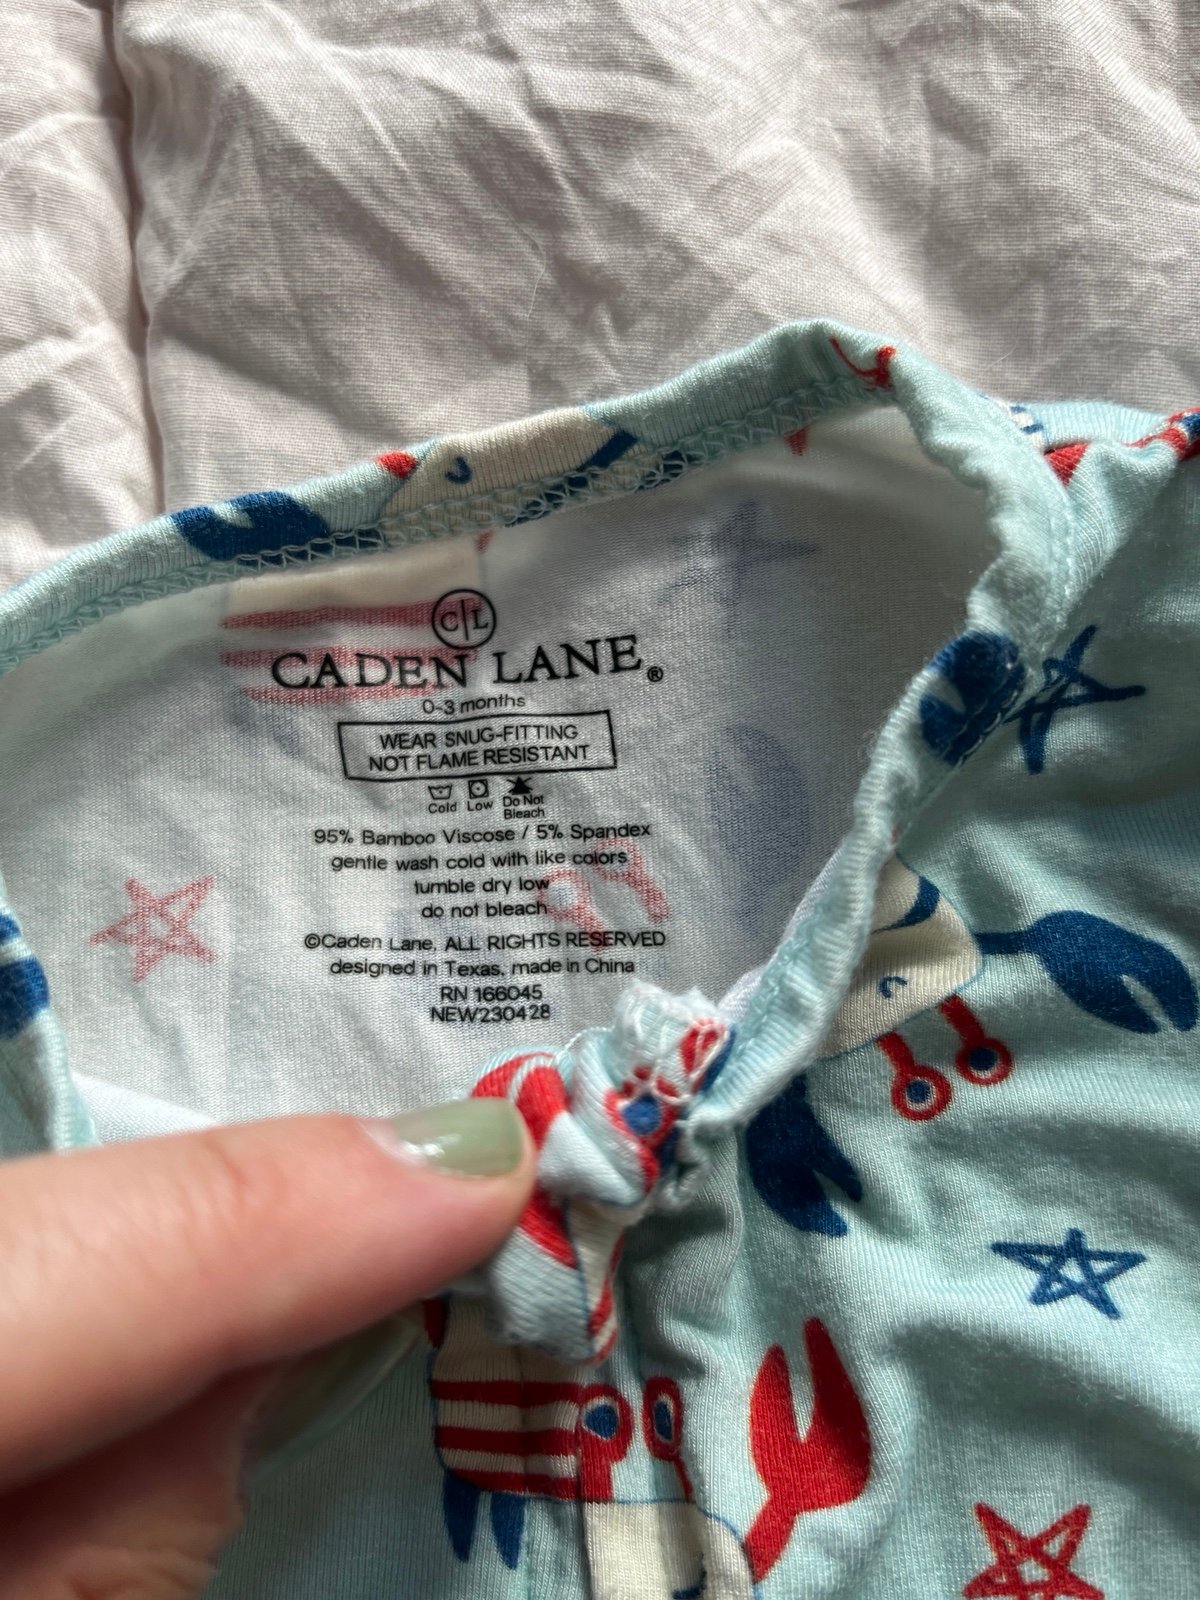 C|L
CADEN LANE®
0-3 months
WEAR SNUG-FITTING
NOT FLAME RESISTANT
Cold Low Do Not
Bleach
95% Bamboo Viscose / 5% Spandex
gentle wash cold with like colors
tumble dry low
do not bleach
©Caden Lane, ALL RIGHTS RESERVED
designed in Texas, made in China
RN 166045
NEW230428